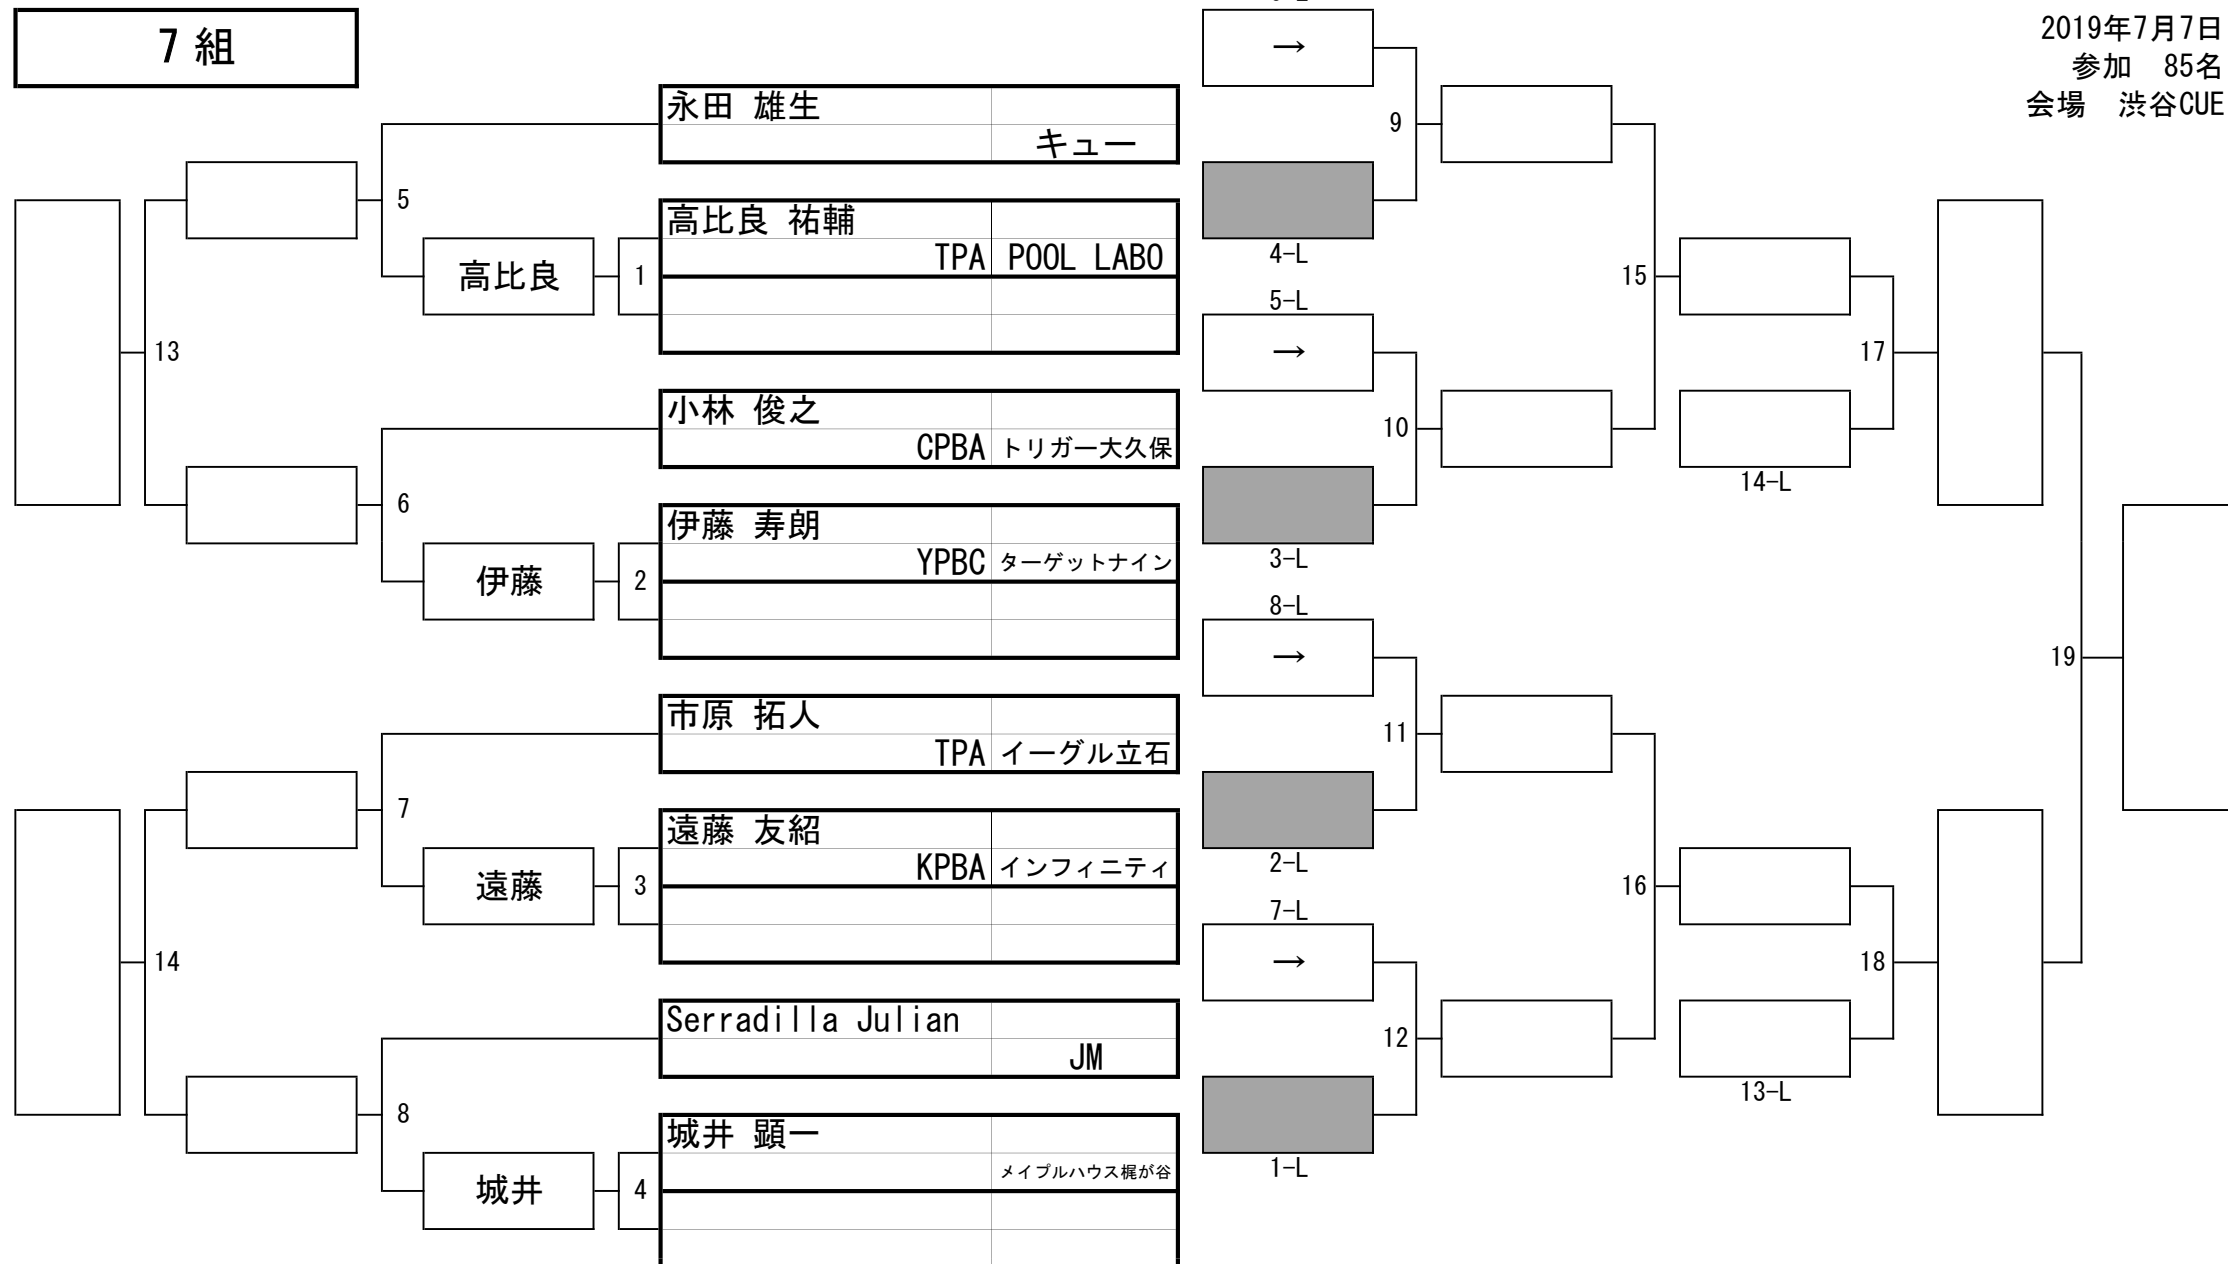 7 組
2019年7月7日
参加　85名
会場　渋谷CUE
永田 雄生
キュー
5
高比良 祐輔
TPA POOL LABO
高比良
1
13
小林 俊之
CPBA トリガー大久保
6
伊藤 寿朗
YPBC ターゲットナイン
伊藤
2
市原 拓人
TPA イーグル立石
7
遠藤 友紹
KPBA インフィニティ
遠藤
3
14
Serradilla Julian
JM
8
城井 顕一
メイプルハウス梶が谷
城井
4
→
9
4-L
5-L
→
10
3-L
15
17
14-L
8-L
→
11
2-L
7-L
→
12
1-L
16
18
13-L
19